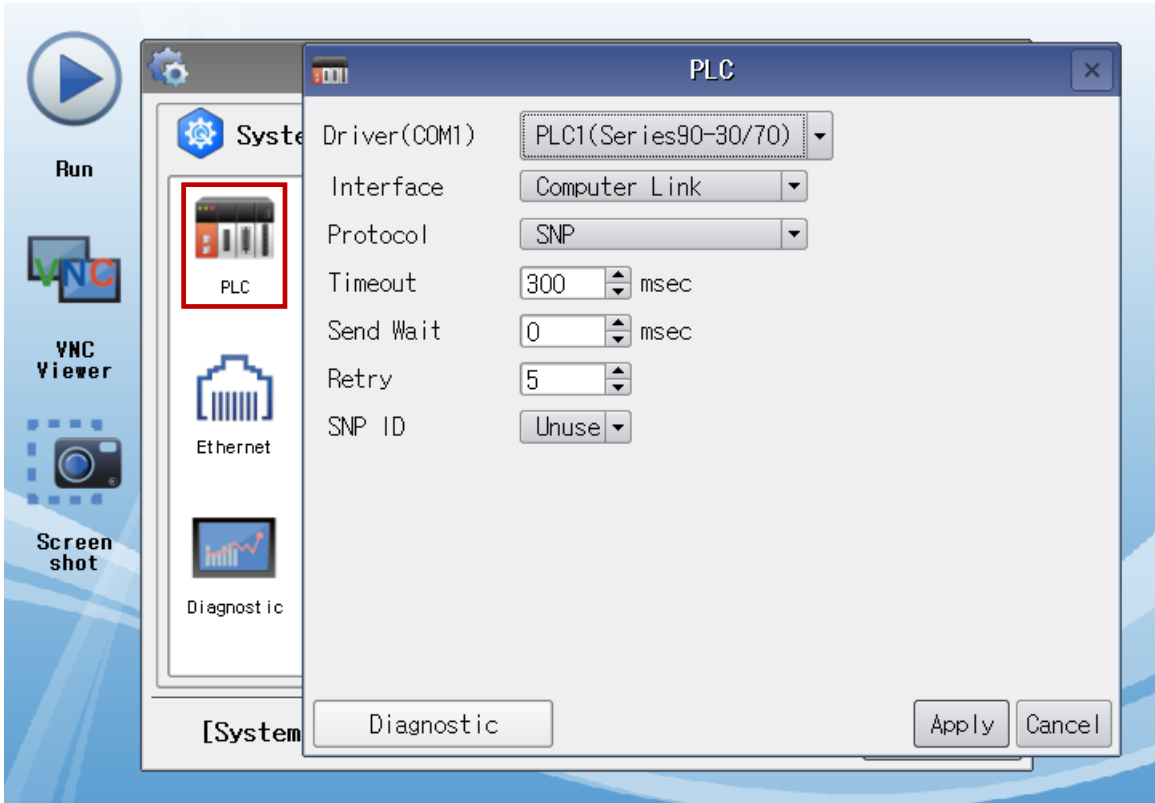 Run
VNC
VNC
Viewer
Screen
shot
Syste
PLC
Ethernet
Diagnostic
[System
PLC
Driver(COM1) PLC1(Series90-30/70)
Interface Computer Link
Protocol SNP
Timeout 300 msec
Send Wait 0 msec
Retry 5
SNP ID Unuse
Diagnostic Apply Cancel